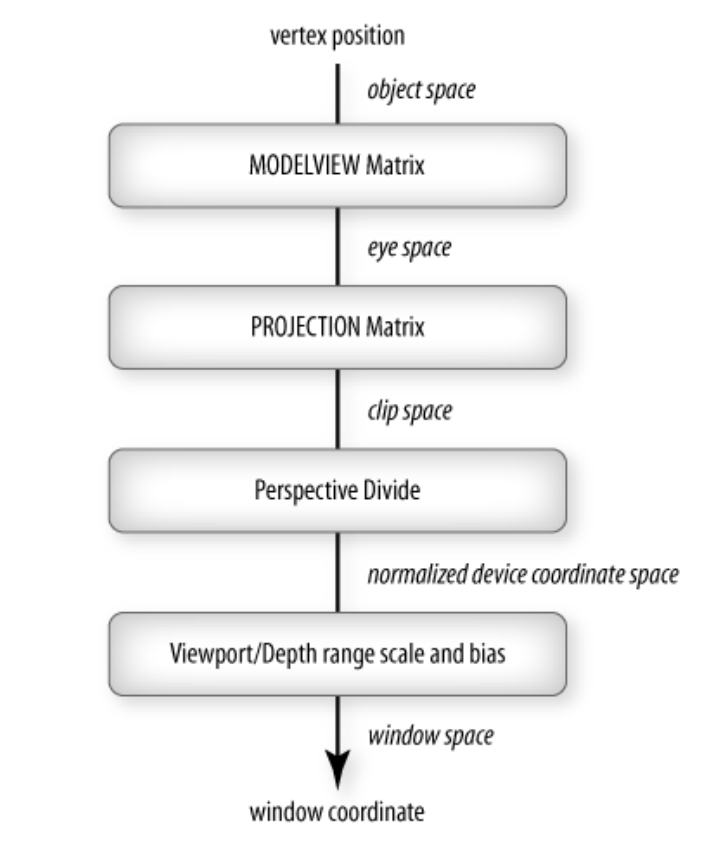 vertex position
object space
MODELVIEW Matrix
eye space
PROJECTION Matrix
clip space
Perspective Divide
normalized device coordinate space
Viewport/Depth range scale and bias
window space
window coordinate